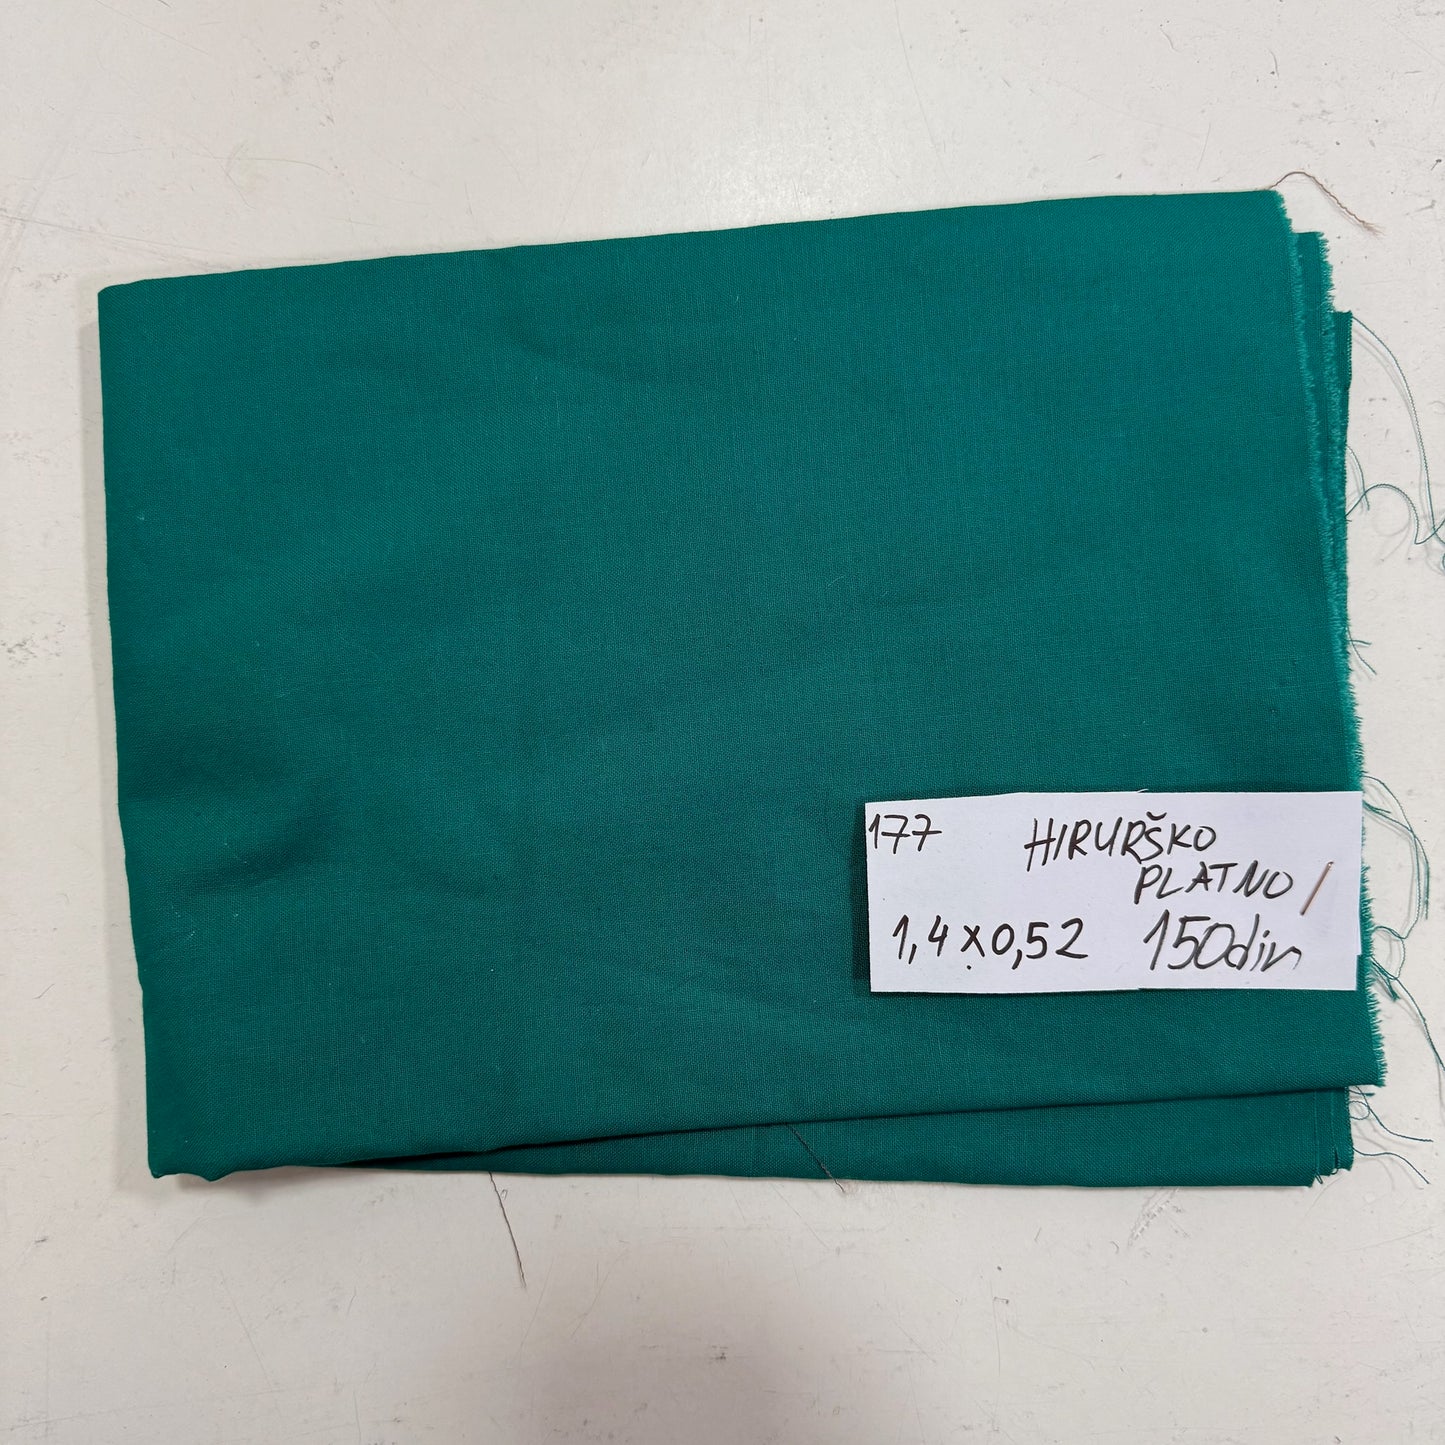 177 HIRURŠKO
PLATNO /
1,4 x 0,52 150din